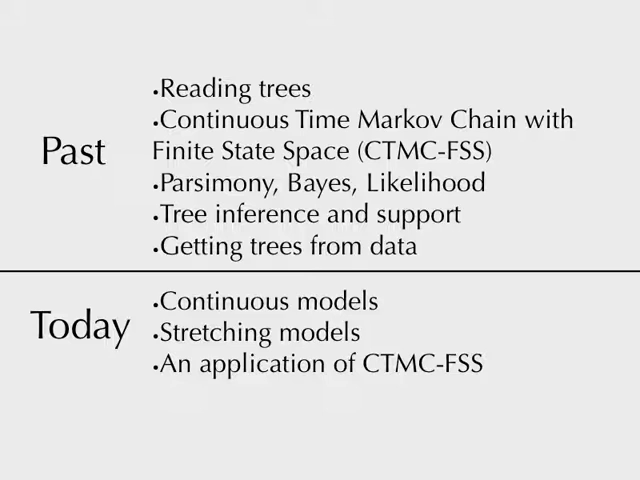 Past
•Reading trees
•Continuous Time Markov Chain with
Finite State Space (CTMC-FSS)
•Parsimony, Bayes, Likelihood
•Tree inference and support
•Getting trees from data
Today
•Continuous models
•Stretching models
•An application of CTMC-FSS